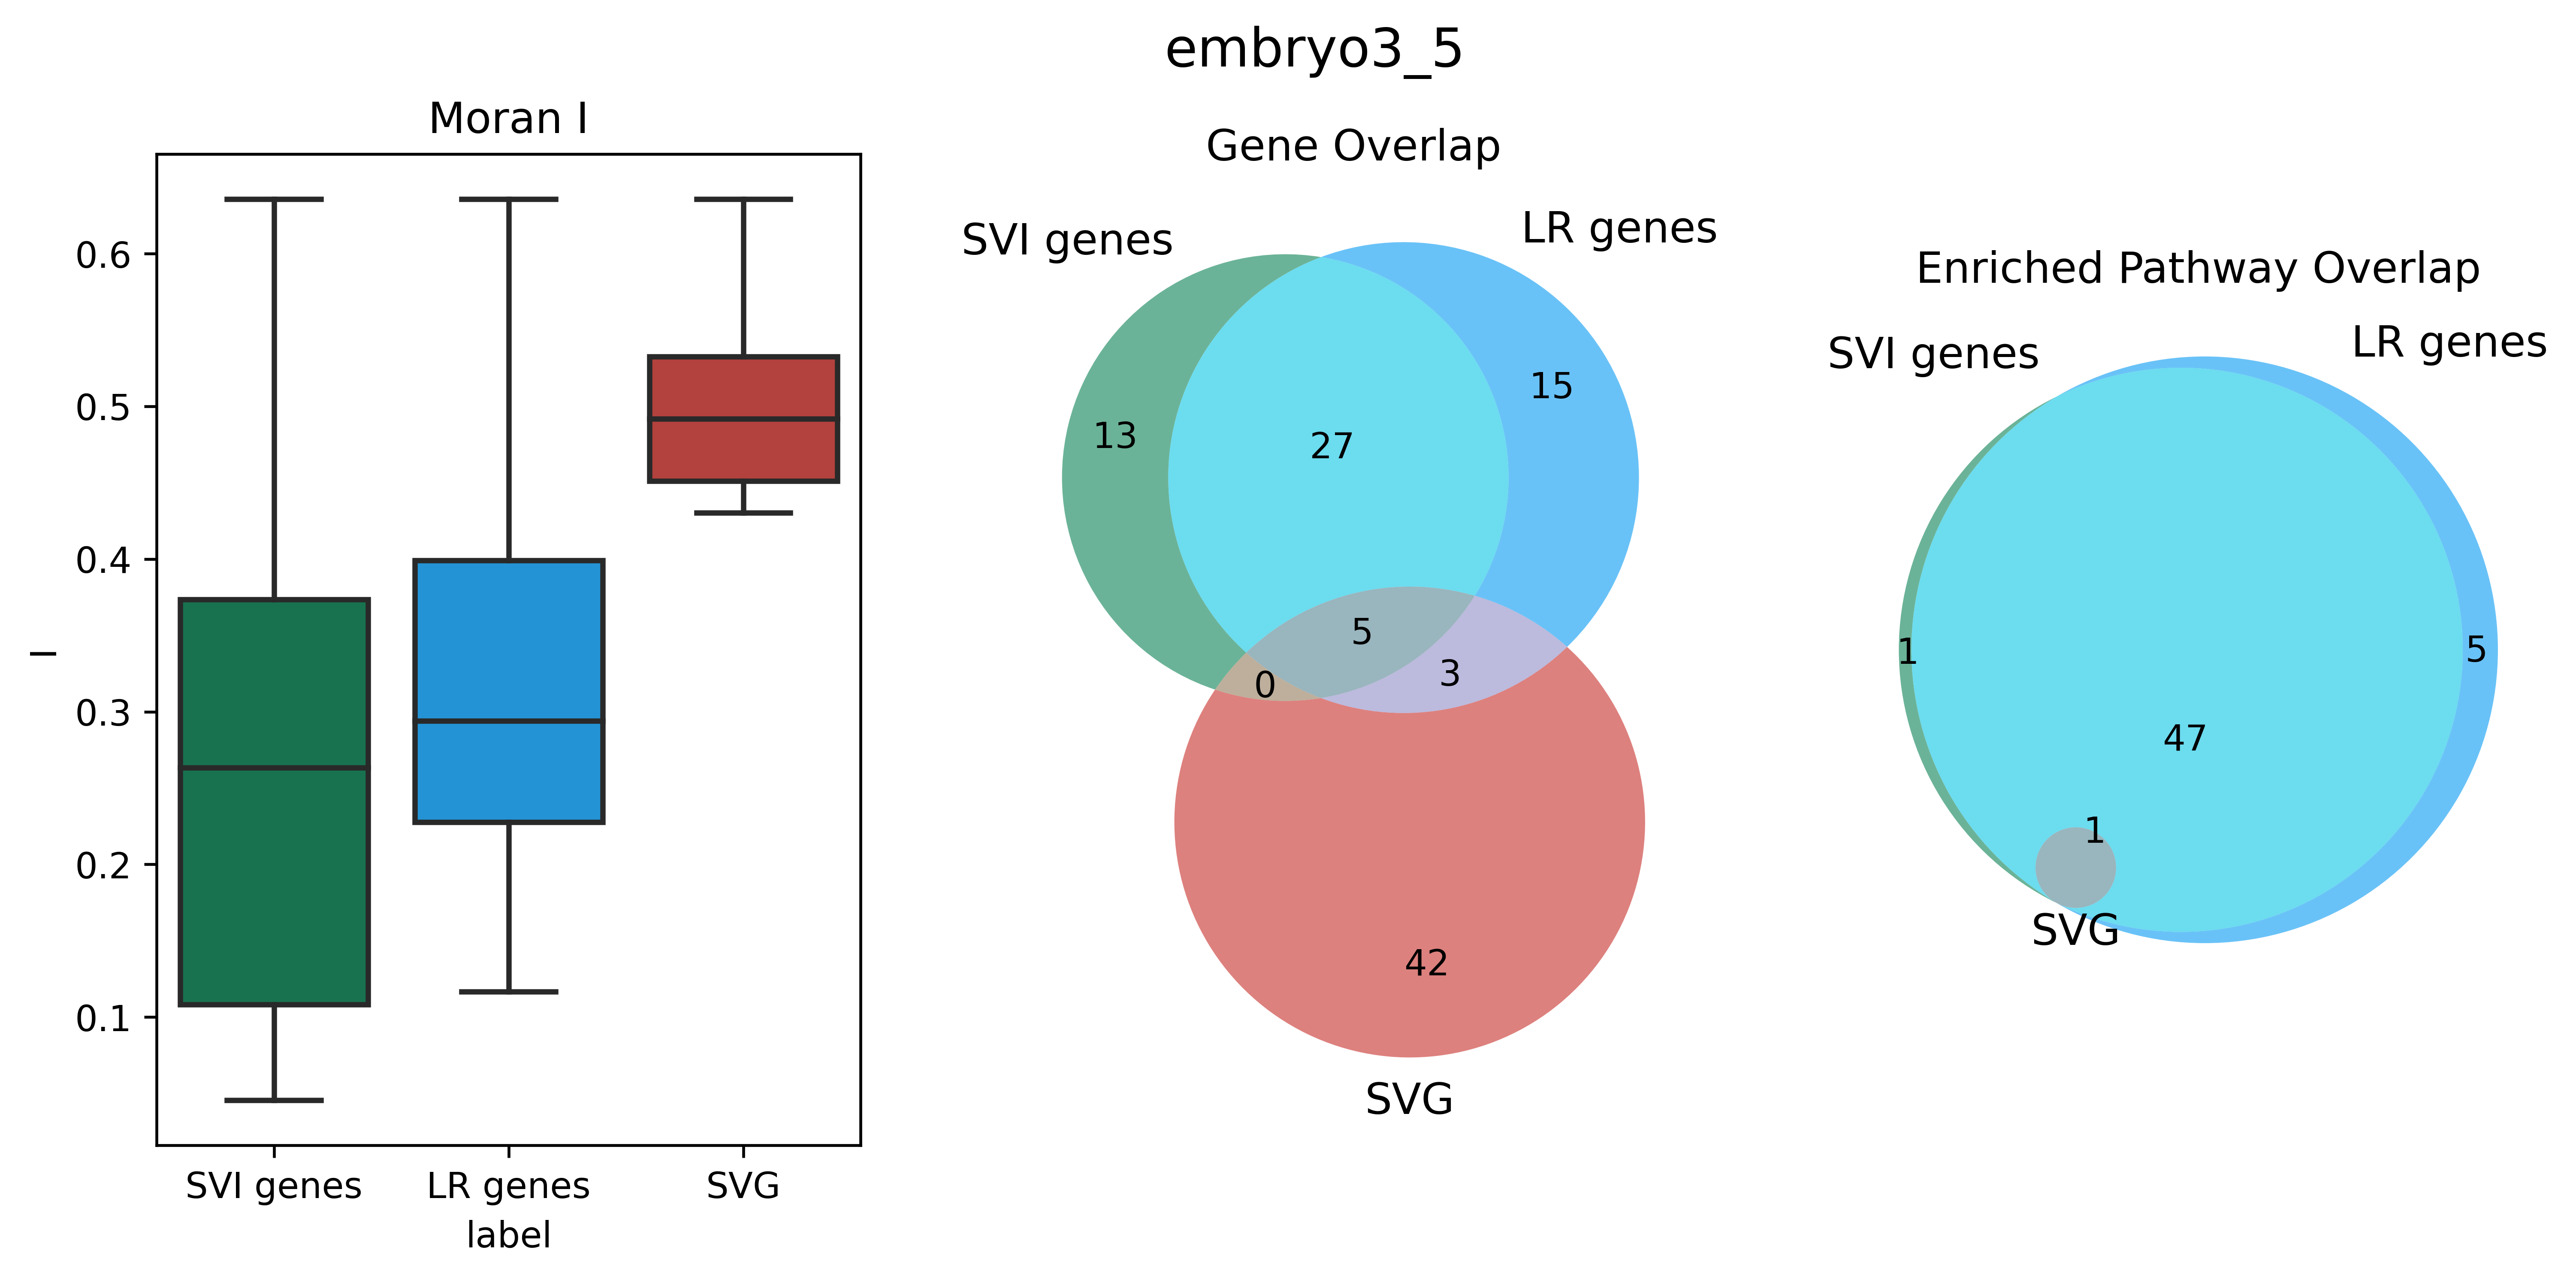 embryo3_5
Moran I
I
0.6
0.5
0.4
0.3
0.2
0.1
SVI genes
LR genes
SVG
label
Gene Overlap
SVI genes
LR genes
13
27
15
5
0
3
42
SVG
Enriched Pathway Overlap
SVI genes
LR genes
1
47
5
1
SVG